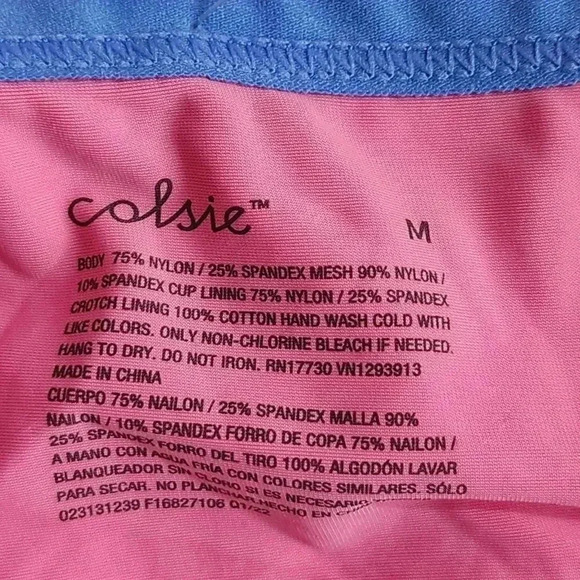 colsie™
M
BODY 75% NYLON / 25% SPANDEX MESH 90% NYLON /
10% SPANDEX CUP LINING 75% NYLON / 25% SPANDEX
CROTCH LINING 100% COTTON HAND WASH COLD WITH
LIKE COLORS. ONLY NON-CHLORINE BLEACH IF NEEDED.
HANG TO DRY. DO NOT IRON. RN17730 VN1293913
MADE IN CHINA
CUERPO 75% NAILON / 25% SPANDEX MALLA 90%
NAILON / 10% SPANDEX FORRO DE COPA 75% NAILON /
25% SPANDEX FORRO DEL TIRO 100% ALGODÓN LAVAR
A MANO CON AGUA FRÍA CON COLORES SIMILARES. SÓLO
BLANQUEADOR SIN CLORO SI ES NECESARIO
PARA SECAR. NO PLANCHAR HECHO EN
023131239 F16827106 Q1/22